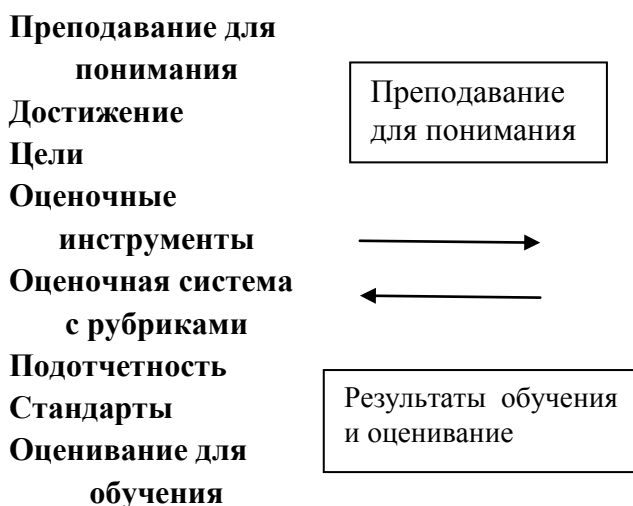 Преподавание для
понимания
Достижение
Цели
Оценочные
инструменты
Оценочная система
с рубриками
Подотчетность
Стандарты
Оценивание для
обучения
Преподавание
для понимания
Результаты обучения
и оценивание